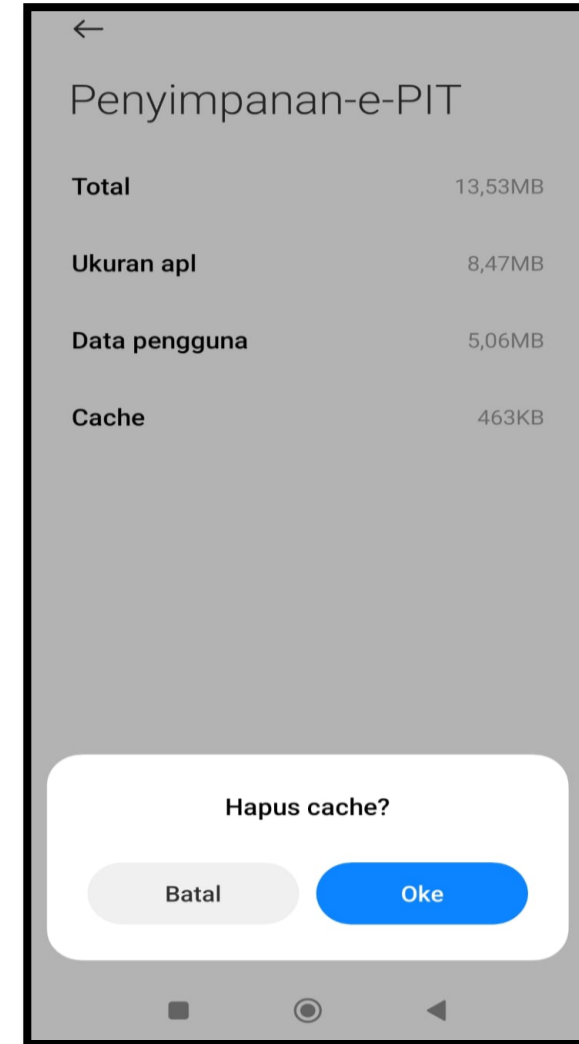 Penyimpanan-e-PIT
Total 13,53MB
Ukuran apl 8,47MB
Data pengguna 5,06MB
Cache 463KB
Hapus cache?
Batal Oke